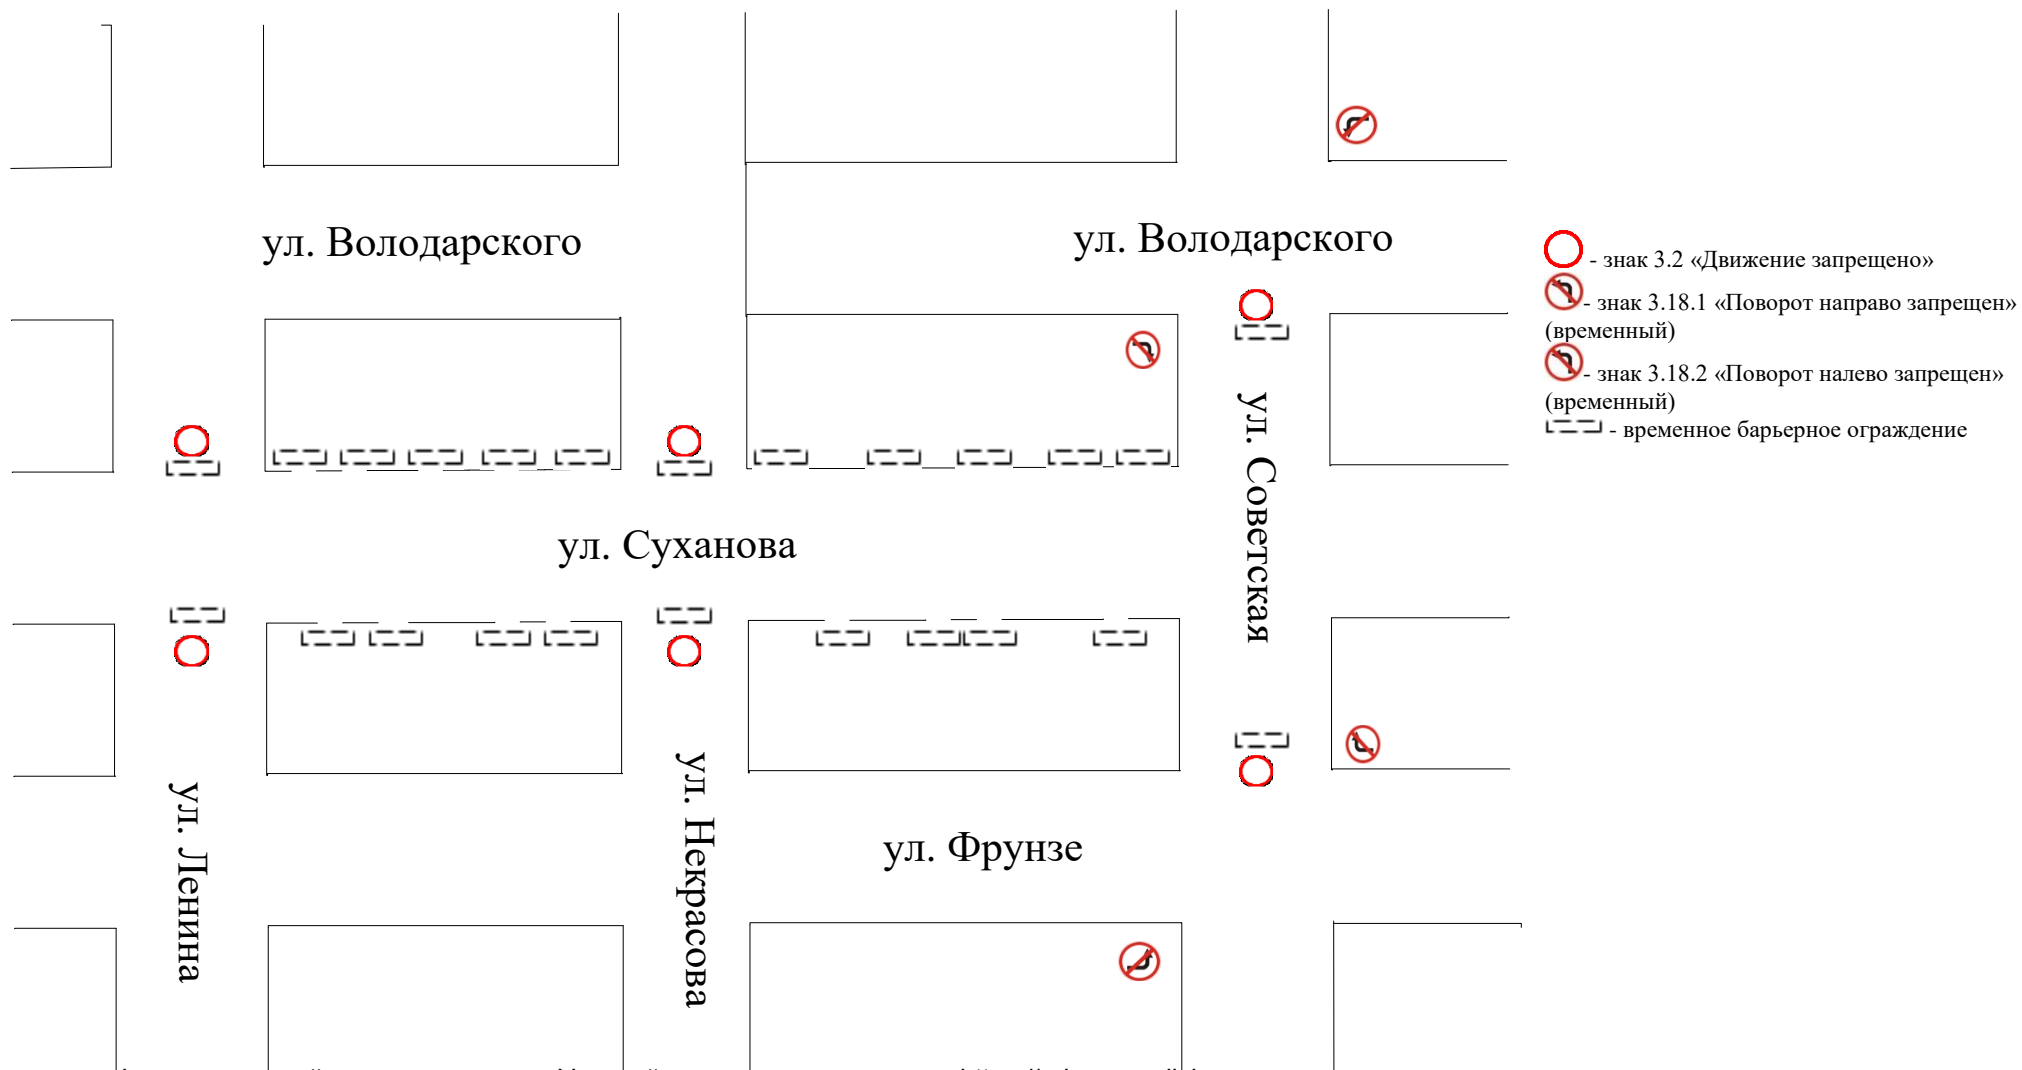 ул. Володарского
ул. Володарского
- знак 3.2 «Движение запрещено»
- знак 3.18.1 «Поворот направо запрещен»
(временный)
- знак 3.18.2 «Поворот налево запрещен»
(временный)
- временное барьерное ограждение
ул. Советская
ул. Суханова
ул. Ленина
ул. Некрасова
ул. Фрунзе